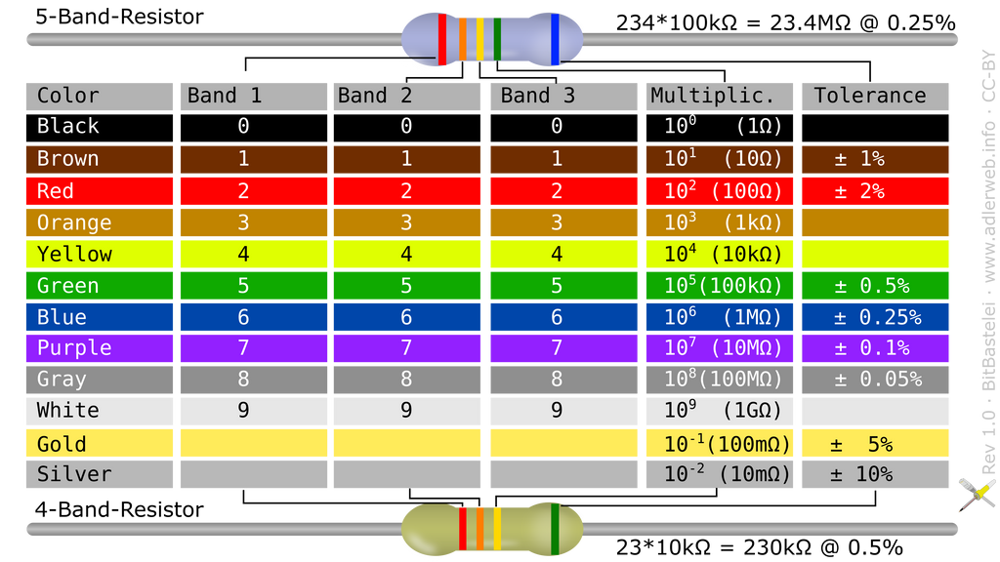 5-Band-Resistor
234*100kΩ = 23.4MΩ @ 0.25%
Color Band 1 Band 2 Band 3 Multiplic. Tolerance
Black 0 0 0 10⁰ (1Ω)
Brown 1 1 1 10¹ (10Ω) ± 1%
Red 2 2 2 10² (100Ω) ± 2%
Orange 3 3 3 10³ (1kΩ)
Yellow 4 4 4 10⁴ (10kΩ)
Green 5 5 5 10⁵(100kΩ) ± 0.5%
Blue 6 6 6 10⁶ (1MΩ) ± 0.25%
Purple 7 7 7 10⁷ (10MΩ) ± 0.1%
Gray 8 8 8 10⁸(100MΩ) ± 0.05%
White 9 9 9 10⁹ (1GΩ)
Gold 10⁻¹(100mΩ) ± 5%
Silver 10⁻² (10mΩ) ± 10%
4-Band-Resistor
23*10kΩ = 230kΩ @ 0.5%
Rev 1.0 · BitBastelei · www.adlerweb.info · CC-BY